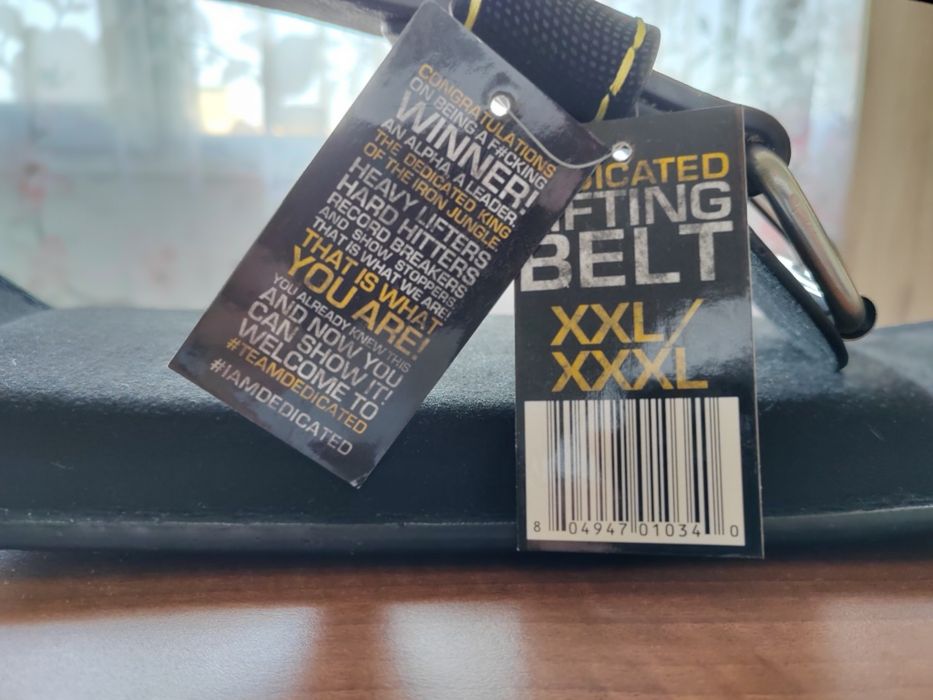 CONGRATULATIONS
ON BEING A F#CKING
WINNER!
AN ALPHA, A LEADER,
THE DEDICATED KING
OF THE IRON JUNGLE.
HEAVY LIFTERS
HARD HITTERS
RECORD BREAKERS
AND SHOW STOPPERS
THAT IS WHAT WE ARE!
THAT IS WHAT
YOU ARE!
YOU ALREADY KNEW THIS
AND NOW YOU
CAN SHOW IT!
WELCOME TO
#TEAMDEDICATED
#IAMDEDICATED
DICATED
IFTING
BELT
XXL/
XXXL
8 04947 01034 0